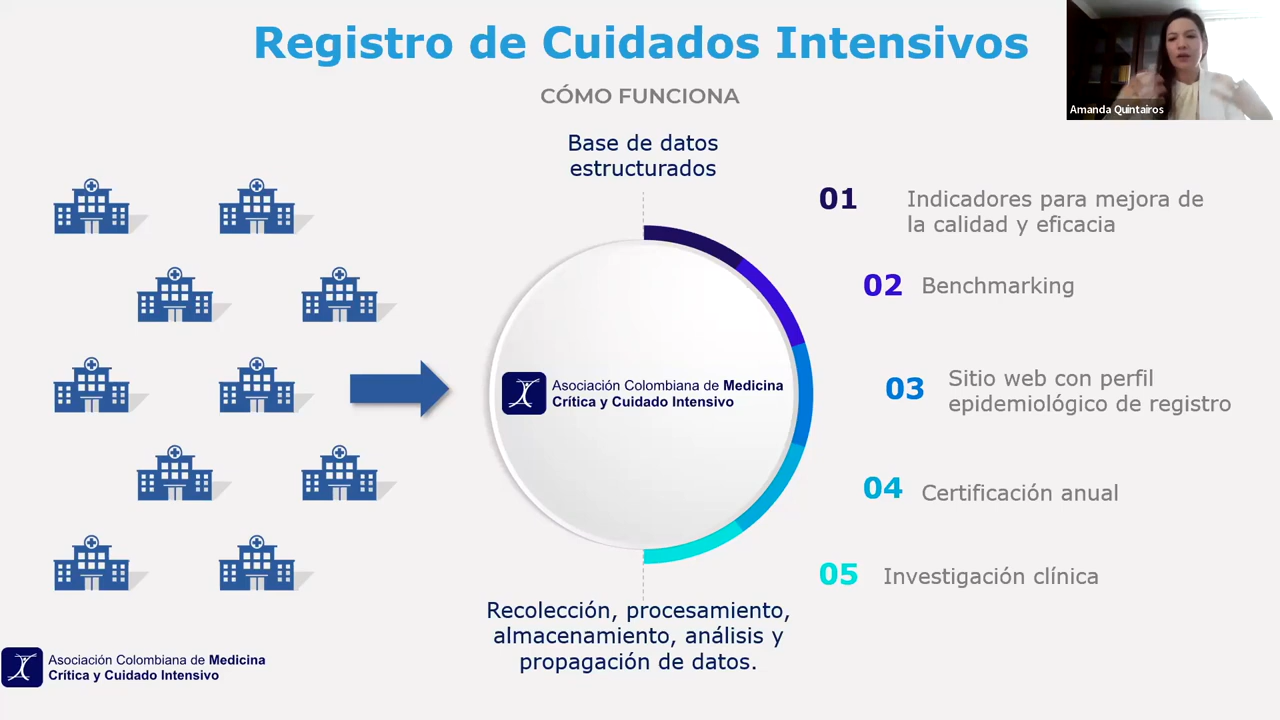 Registro de Cuidados Intensivos
CÓMO FUNCIONA
Amanda Quintairos
Base de datos
estructurados
01
Indicadores para mejora de
la calidad y eficacia
02
Benchmarking
03
Sitio web con perfil
epidemiológico de registro
04
Certificación anual
05
Investigación clínica
Asociación Colombiana de Medicina
Crítica y Cuidado Intensivo
Recolección, procesamiento,
almacenamiento, análisis y
propagación de datos.
Asociación Colombiana de Medicina
Crítica y Cuidado Intensivo